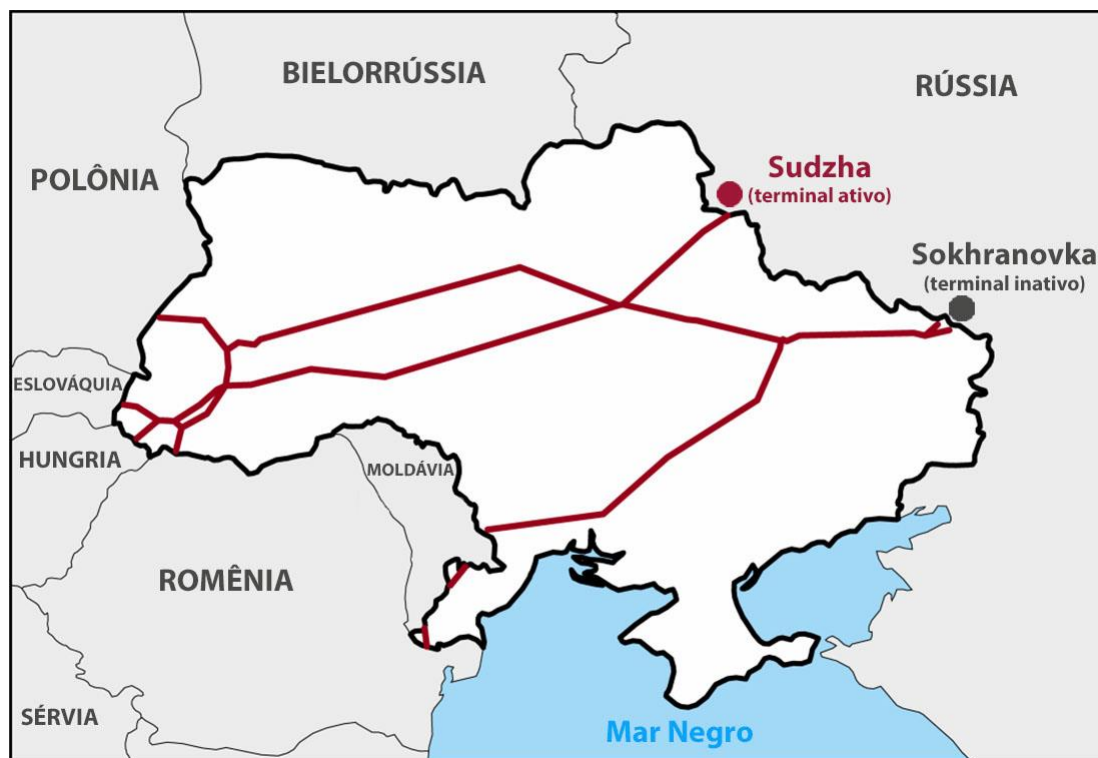 BIELORRÚSSIA
RÚSSIA
POLÔNIA
Sudzha
(terminal ativo)
Sokhranovka
(terminal inativo)
ESLOVÁQUIA
HUNGRIA
MOLDÁVIA
ROMÊNIA
SÉRVIA
Mar Negro